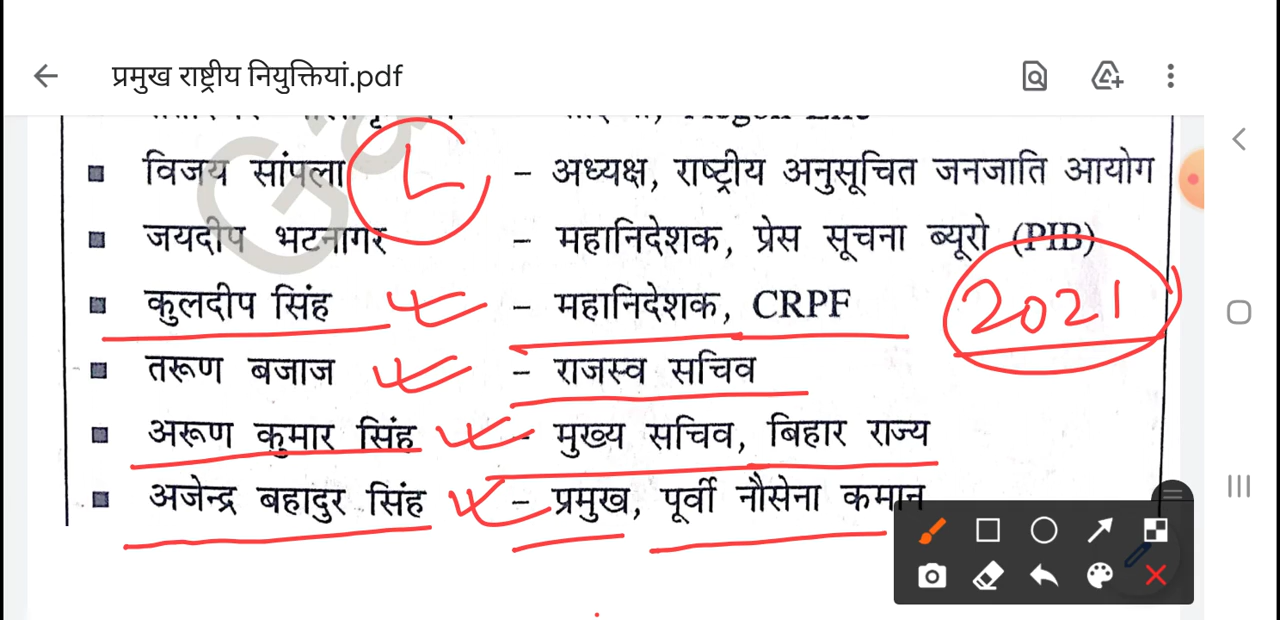 प्रमुख राष्ट्रीय नियुक्तियां.pdf
■ विजय सांपला – अध्यक्ष, राष्ट्रीय अनुसूचित जनजाति आयोग
■ जयदीप भटनागर – महानिदेशक, प्रेस सूचना ब्यूरो (PIB)
■ कुलदीप सिंह – महानिदेशक, CRPF
2021
■ तरूण बजाज – राजस्व सचिव
■ अरूण कुमार सिंह – मुख्य सचिव, बिहार राज्य
■ अजेन्द्र बहादुर सिंह – प्रमुख, पूर्वी नौसेना कमान